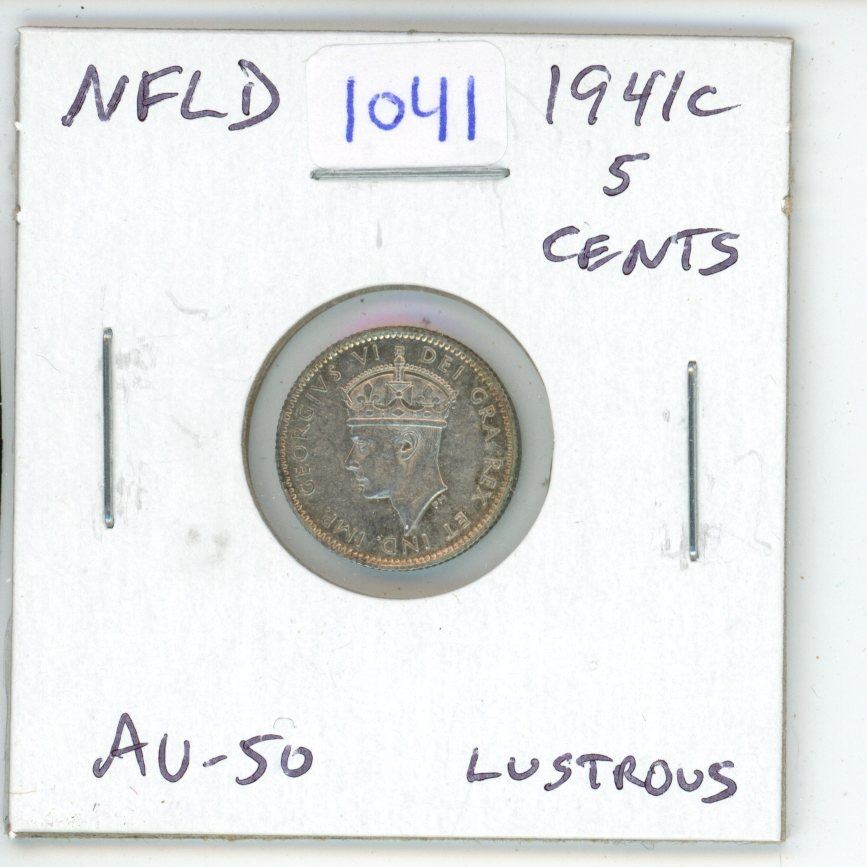 NFLD 1041 1941C
5
CENTS
GEORGIVS VI DEI GRA. REX ET IND. IMP.
AU-50 LUSTROUS